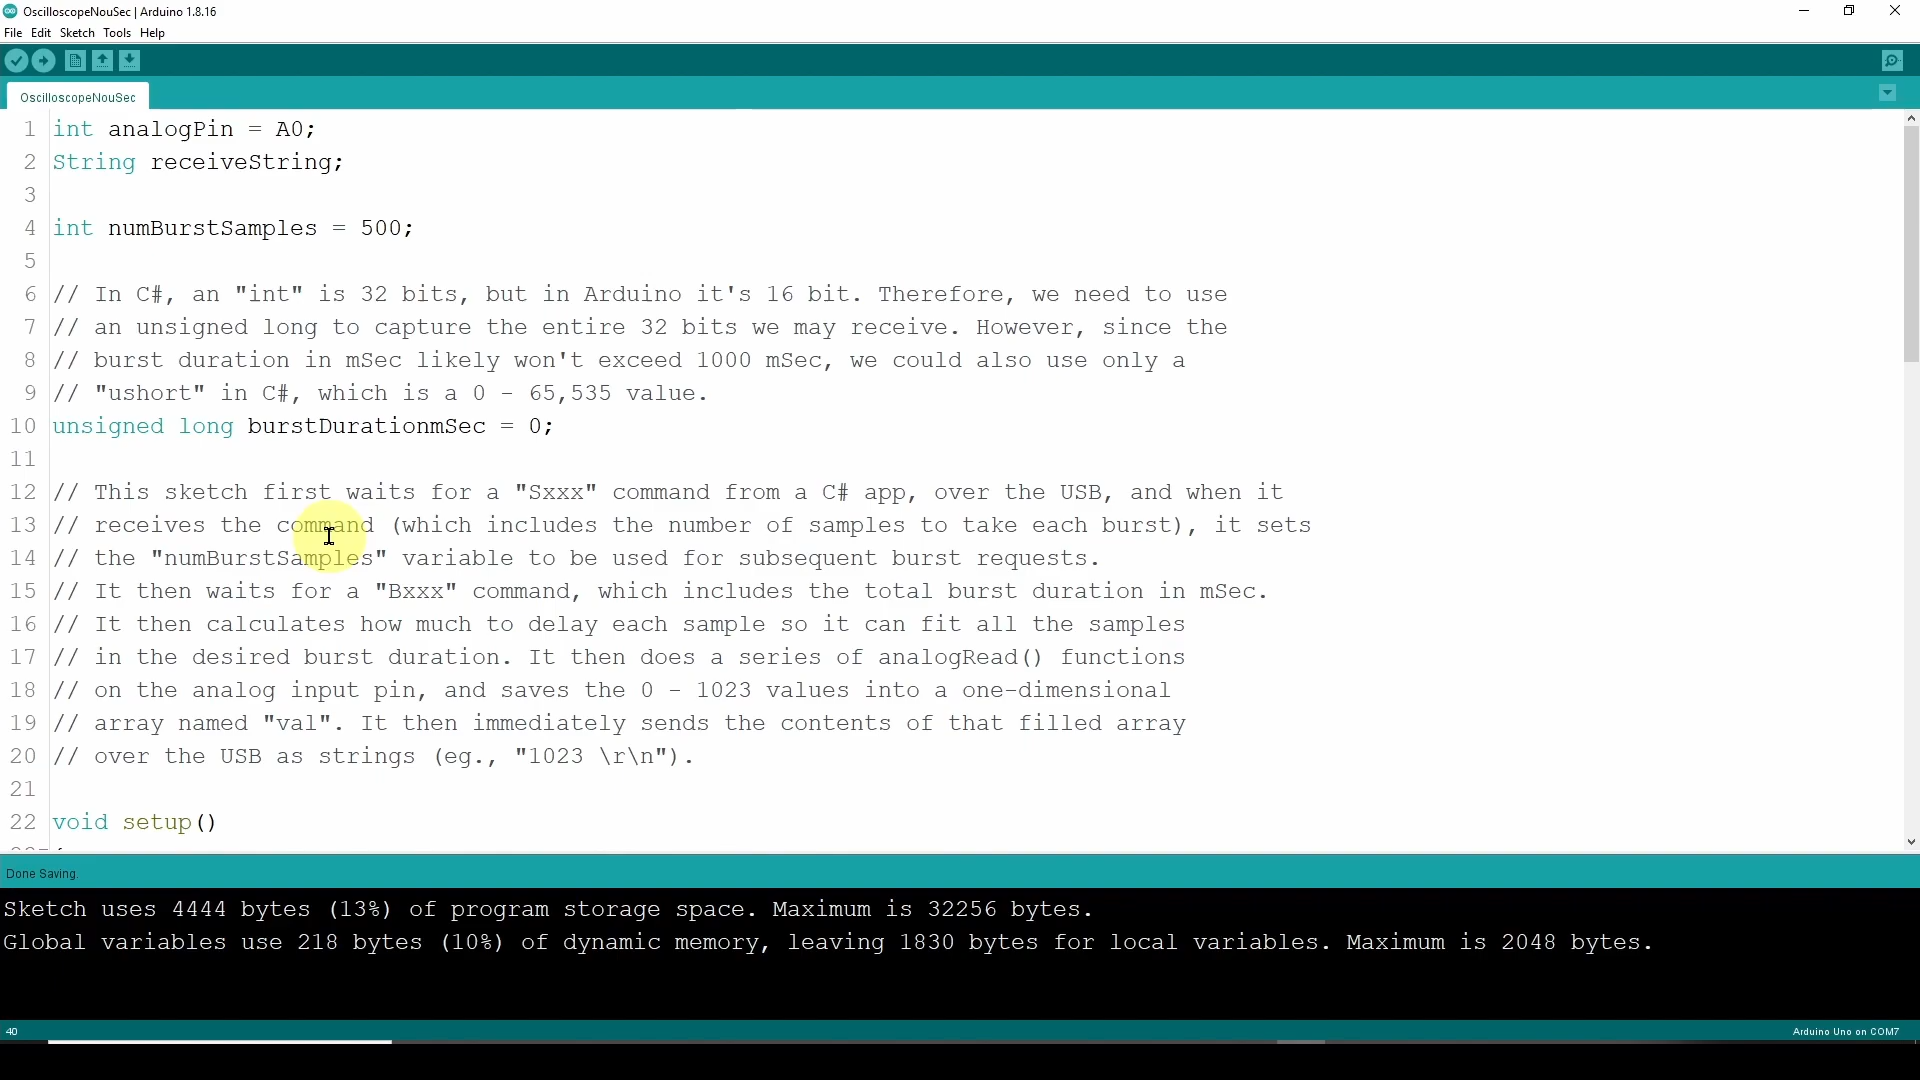 OscilloscopeNouSec | Arduino 1.8.16
File Edit Sketch Tools Help
OscilloscopeNouSec
1 int analogPin = A0;
2 String receiveString;
3
4 int numBurstSamples = 500;
5
6 // In C#, an "int" is 32 bits, but in Arduino it's 16 bit. Therefore, we need to use
7 // an unsigned long to capture the entire 32 bits we may receive. However, since the
8 // burst duration in mSec likely won't exceed 1000 mSec, we could also use only a
9 // "ushort" in C#, which is a 0 - 65,535 value.
10 unsigned long burstDurationmSec = 0;
11
12 // This sketch first waits for a "Sxxx" command from a C# app, over the USB, and when it
13 // receives the command (which includes the number of samples to take each burst), it sets
14 // the "numBurstSamples" variable to be used for subsequent burst requests.
15 // It then waits for a "Bxxx" command, which includes the total burst duration in mSec.
16 // It then calculates how much to delay each sample so it can fit all the samples
17 // in the desired burst duration. It then does a series of analogRead() functions
18 // on the analog input pin, and saves the 0 - 1023 values into a one-dimensional
19 // array named "val". It then immediately sends the contents of that filled array
20 // over the USB as strings (eg., "1023 \r\n").
21
22 void setup()
Done Saving.
Sketch uses 4444 bytes (13%) of program storage space. Maximum is 32256 bytes.
Global variables use 218 bytes (10%) of dynamic memory, leaving 1830 bytes for local variables. Maximum is 2048 bytes.
40
Arduino Uno on COM7